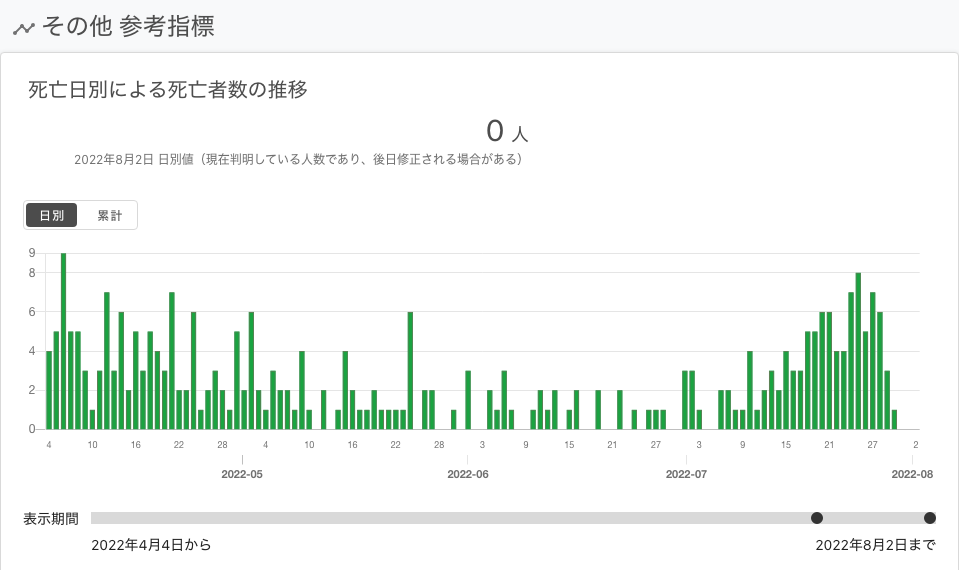 その他 参考指標
死亡日別による死亡者数の推移
0 人
2022年8月2日 日別値（現在判明している人数であり、後日修正される場合がある）
日別 累計
9
8
6
4
2
0
4 10 16 22 28 4 10 16 22 28 3 9 15 21 27 3 9 15 21 27 2
2022-05 2022-06 2022-07 2022-08
表示期間
2022年4月4日から 2022年8月2日まで